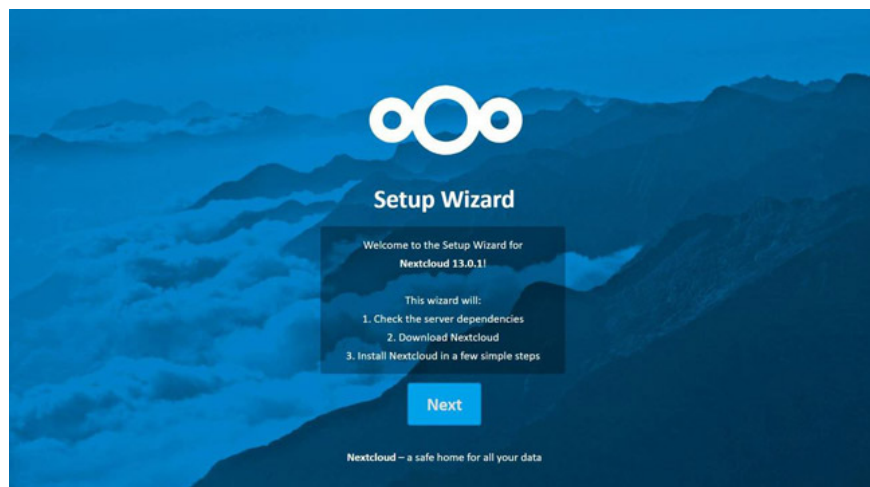 Setup Wizard
Welcome to the Setup Wizard for
Nextcloud 13.0.1!
This wizard will:
1. Check the server dependencies
2. Download Nextcloud
3. Install Nextcloud in a few simple steps
Next
Nextcloud – a safe home for all your data